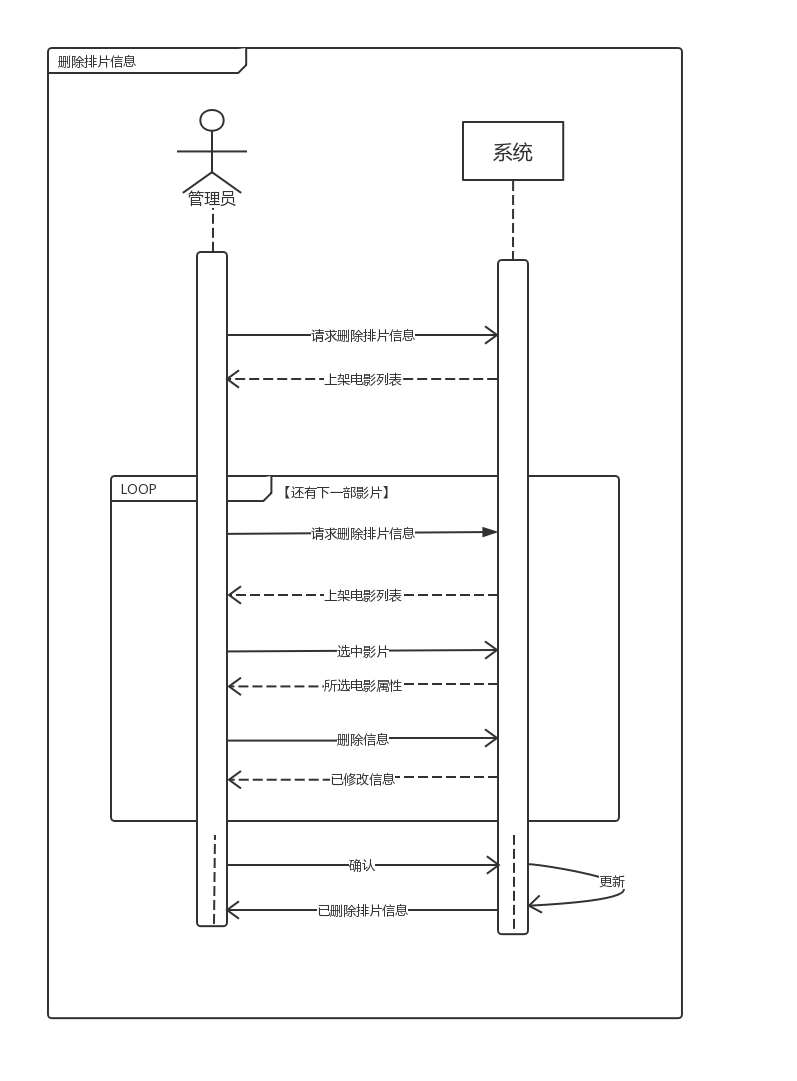 删除排片信息
系统
管理员
请求删除排片信息
上架电影列表
LOOP
【还有下一部影片】
请求删除排片信息
上架电影列表
选中影片
所选电影属性
删除信息
已修改信息
确认
更新
已删除排片信息